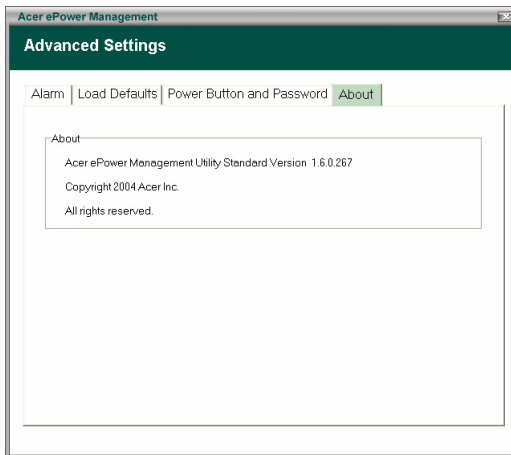 Acer ePower Management
Advanced Settings
Alarm Load Defaults Power Button and Password About
About
Acer ePower Management Utility Standard Version 1.6.0.267
Copyright 2004 Acer Inc.
All rights reserved.